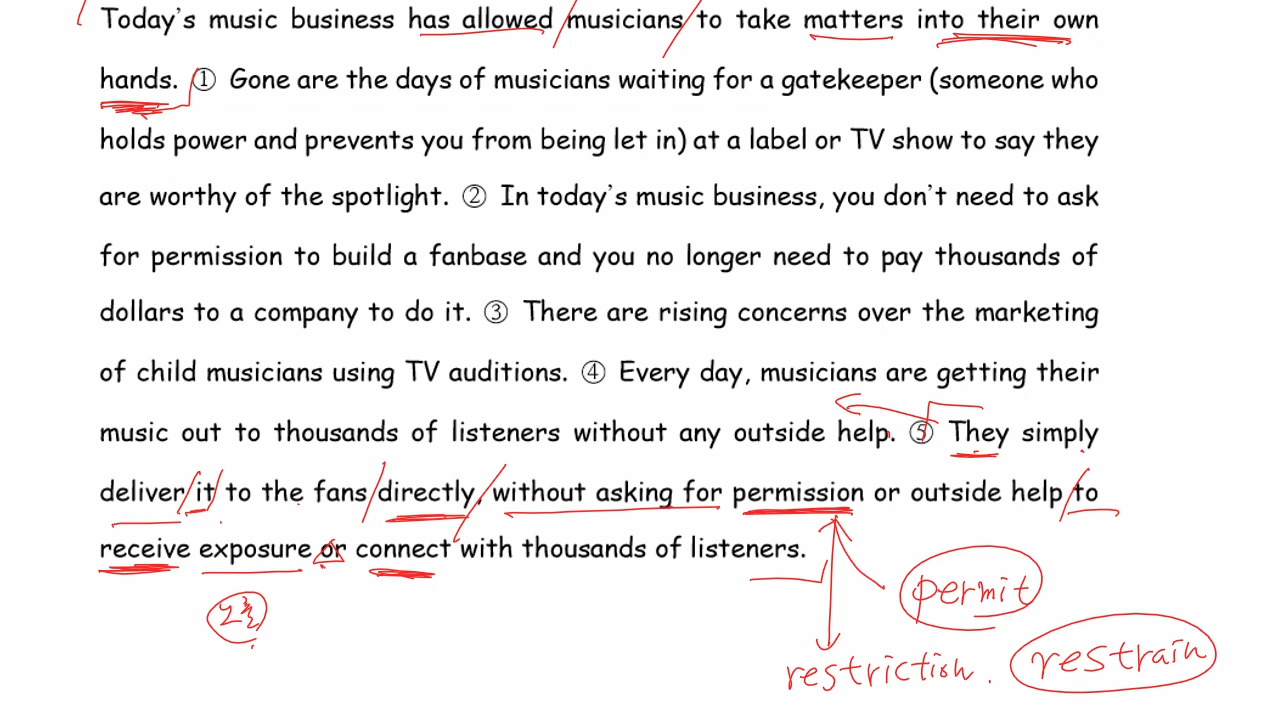 Today's music business has allowed musicians to take matters into their own
hands. ① Gone are the days of musicians waiting for a gatekeeper (someone who
holds power and prevents you from being let in) at a label or TV show to say they
are worthy of the spotlight. ② In today's music business, you don't need to ask
for permission to build a fanbase and you no longer need to pay thousands of
dollars to a company to do it. ③ There are rising concerns over the marketing
of child musicians using TV auditions. ④ Every day, musicians are getting their
music out to thousands of listeners without any outside help. ⑤ They simply
deliver it to the fans directly, without asking for permission or outside help to
receive exposure or connect with thousands of listeners.
permit
노출
restriction. restrain